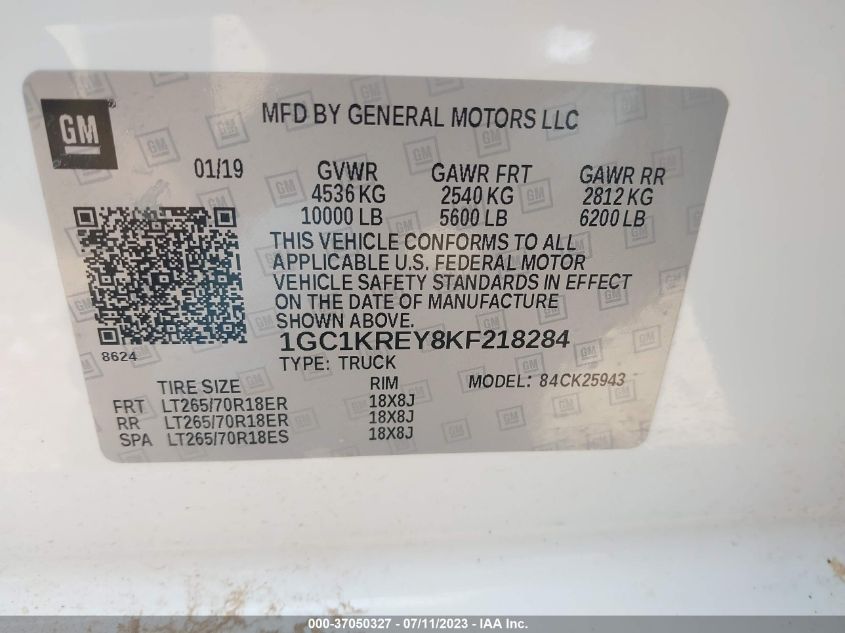 GM
MFD BY GENERAL MOTORS LLC
01/19 GVWR GAWR FRT GAWR RR
4536 KG 2540 KG 2812 KG
10000 LB 5600 LB 6200 LB
THIS VEHICLE CONFORMS TO ALL
APPLICABLE U.S. FEDERAL MOTOR
VEHICLE SAFETY STANDARDS IN EFFECT
ON THE DATE OF MANUFACTURE
SHOWN ABOVE.
8624
1GC1KREY8KF218284
TYPE: TRUCK
TIRE SIZE RIM MODEL: 84CK25943
FRT LT265/70R18ER 18X8J
RR LT265/70R18ER 18X8J
SPA LT265/70R18ES 18X8J
000-37050327 - 07/11/2023 - IAA Inc.